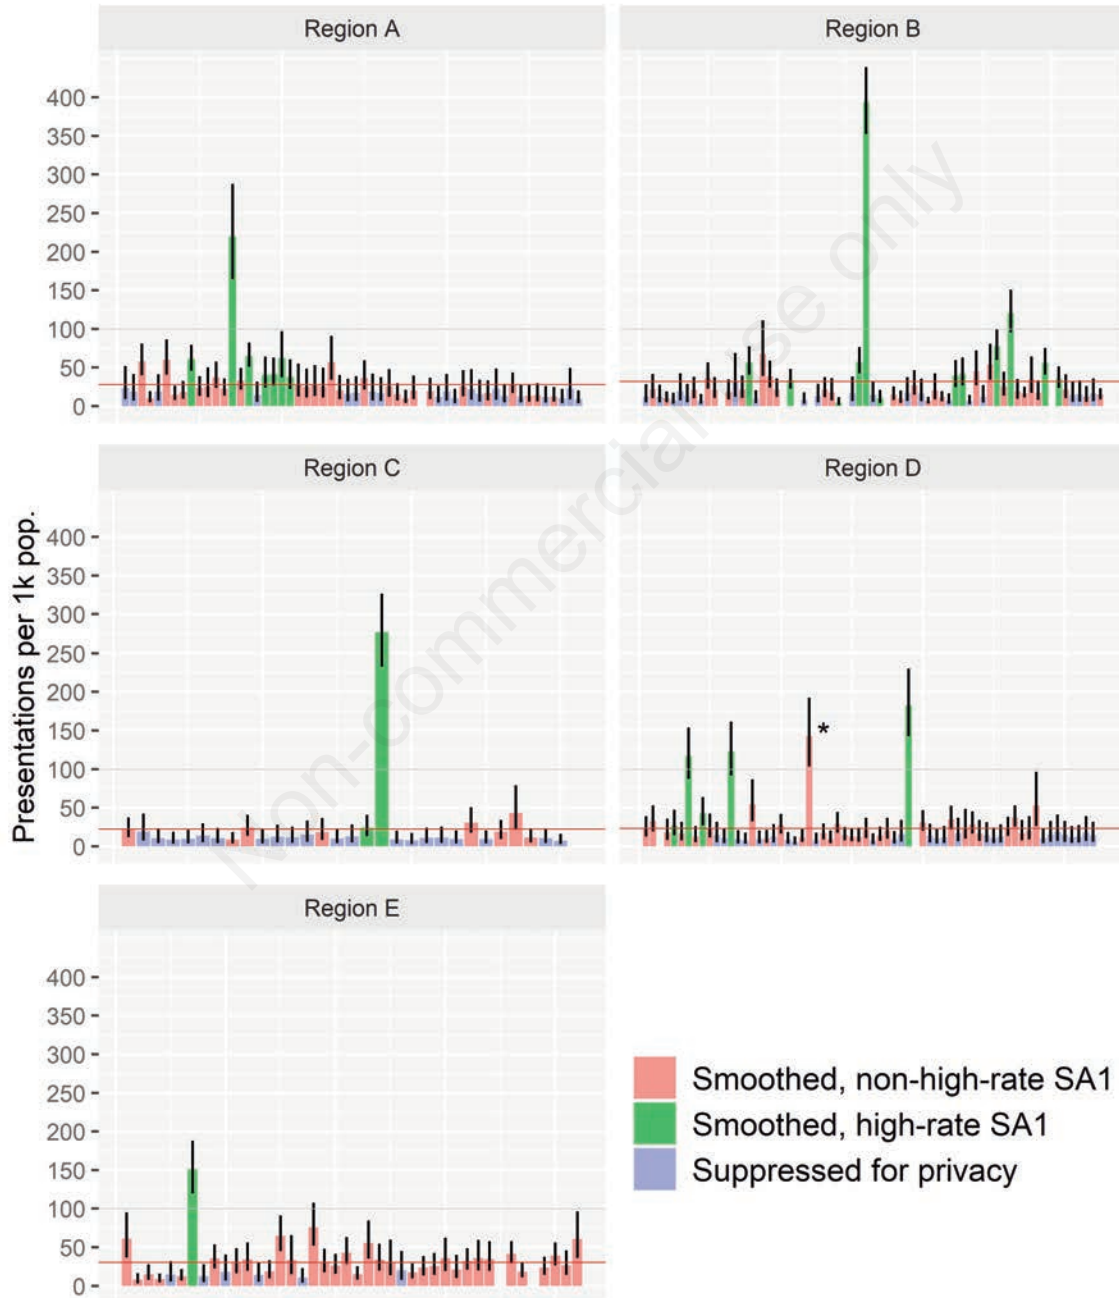 Region A
Region B
400
350
300
250
200
150
100
50
0
Region C
Region D
Presentations per 1k pop.
400
350
300
250
200
150
100
50
0
*
Region E
400
350
300
250
200
150
100
50
0
Smoothed, non-high-rate SA1
Smoothed, high-rate SA1
Suppressed for privacy
Non-commercial use only